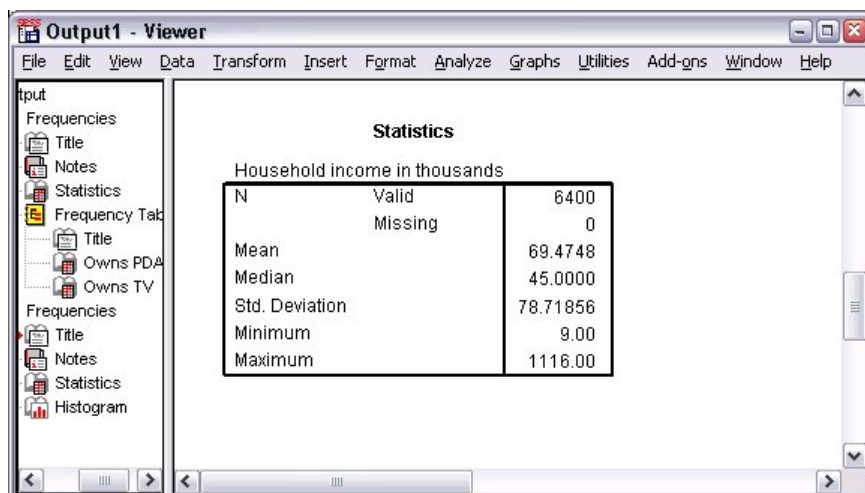 Output1 - Viewer
File Edit View Data Transform Insert Format Analyze Graphs Utilities Add-ons Window Help
tput
Frequencies
Title
Notes
Statistics
Frequency Tab
Title
Owns PDA
Owns TV
Frequencies
Title
Notes
Statistics
Histogram
Statistics
Household income in thousands
N Valid 6400
Missing 0
Mean 69.4748
Median 45.0000
Std. Deviation 78.71856
Minimum 9.00
Maximum 1116.00